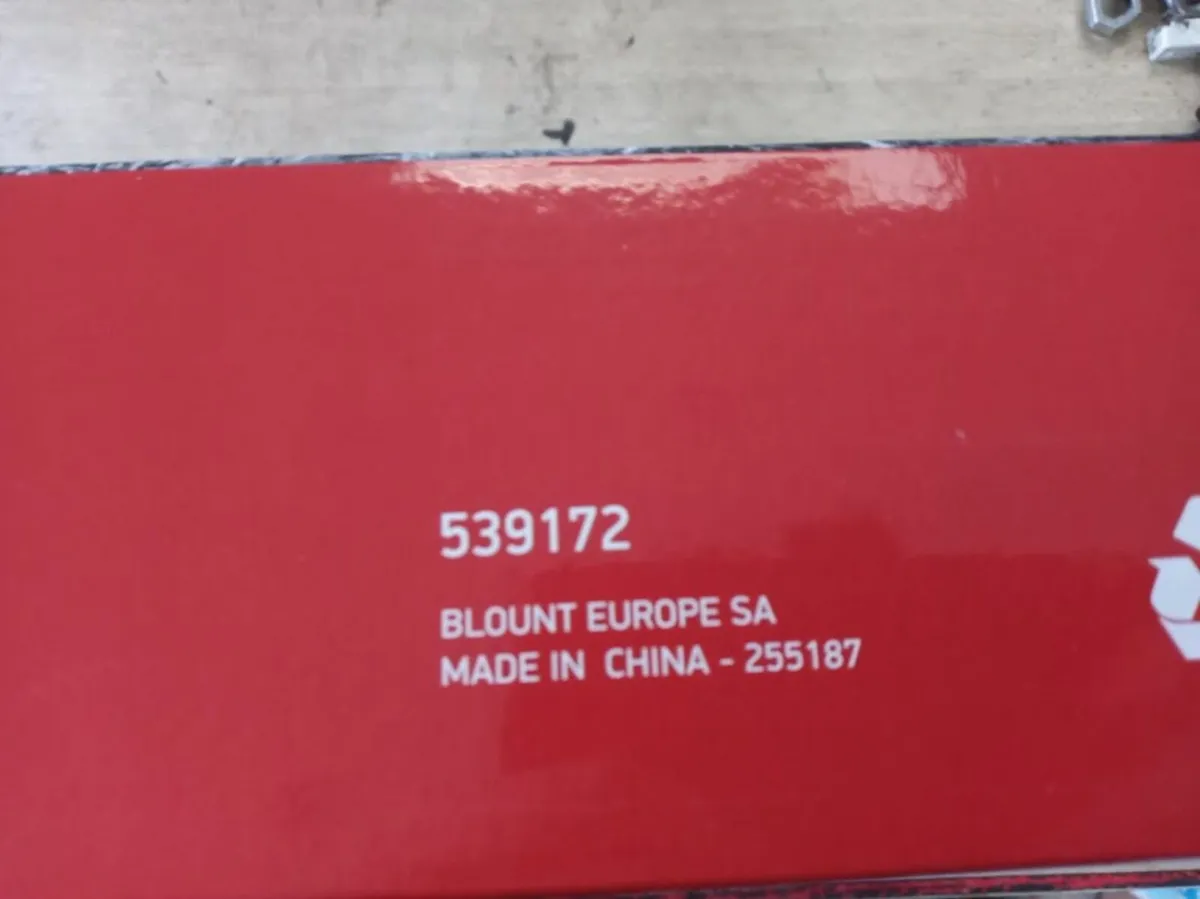 539172
BLOUNT EUROPE SA
MADE IN CHINA - 255187